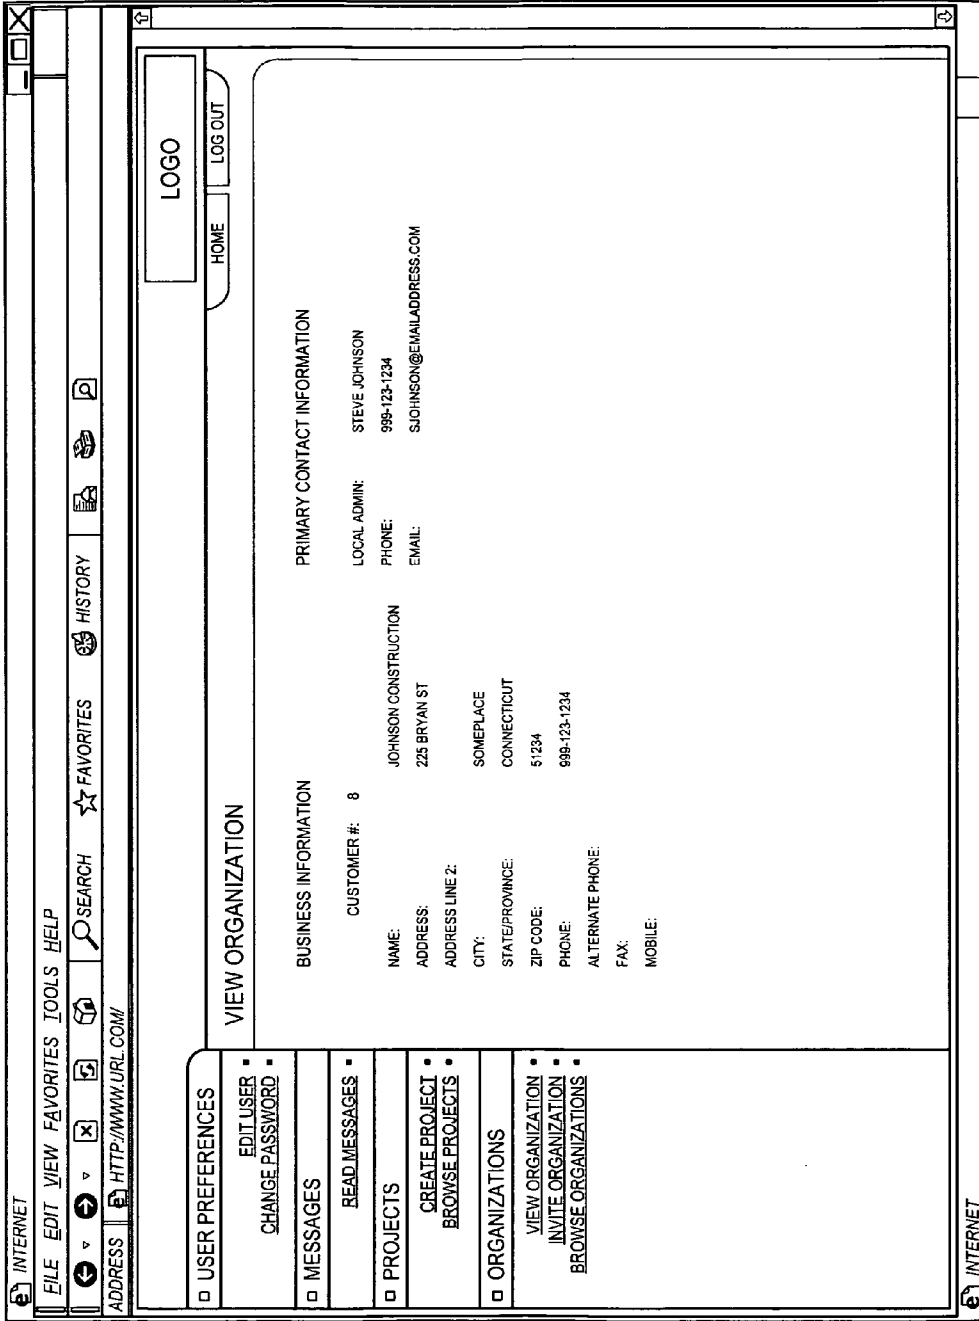 INTERNET
FILE EDIT VIEW FAVORITES TOOLS HELP
SEARCH FAVORITES HISTORY
ADDRESS HTTP://WWW.URL.COM/
LOGO
HOME LOG OUT
USER PREFERENCES
EDIT USER
CHANGE PASSWORD
MESSAGES
READ MESSAGES
PROJECTS
CREATE PROJECT
BROWSE PROJECTS
ORGANIZATIONS
VIEW ORGANIZATION
INVITE ORGANIZATION
BROWSE ORGANIZATIONS
VIEW ORGANIZATION
BUSINESS INFORMATION
CUSTOMER #: 8
NAME: JOHNSON CONSTRUCTION
ADDRESS: 225 BRYAN ST
ADDRESS LINE 2:
CITY: SOMEPLACE
STATE/PROVINCE: CONNECTICUT
ZIP CODE: 51234
PHONE: 999-123-1234
ALTERNATE PHONE:
FAX:
MOBILE:
PRIMARY CONTACT INFORMATION
LOCAL ADMIN: STEVE JOHNSON
PHONE: 999-123-1234
EMAIL: SJOHNSON@EMAILADDRESS.COM
INTERNET